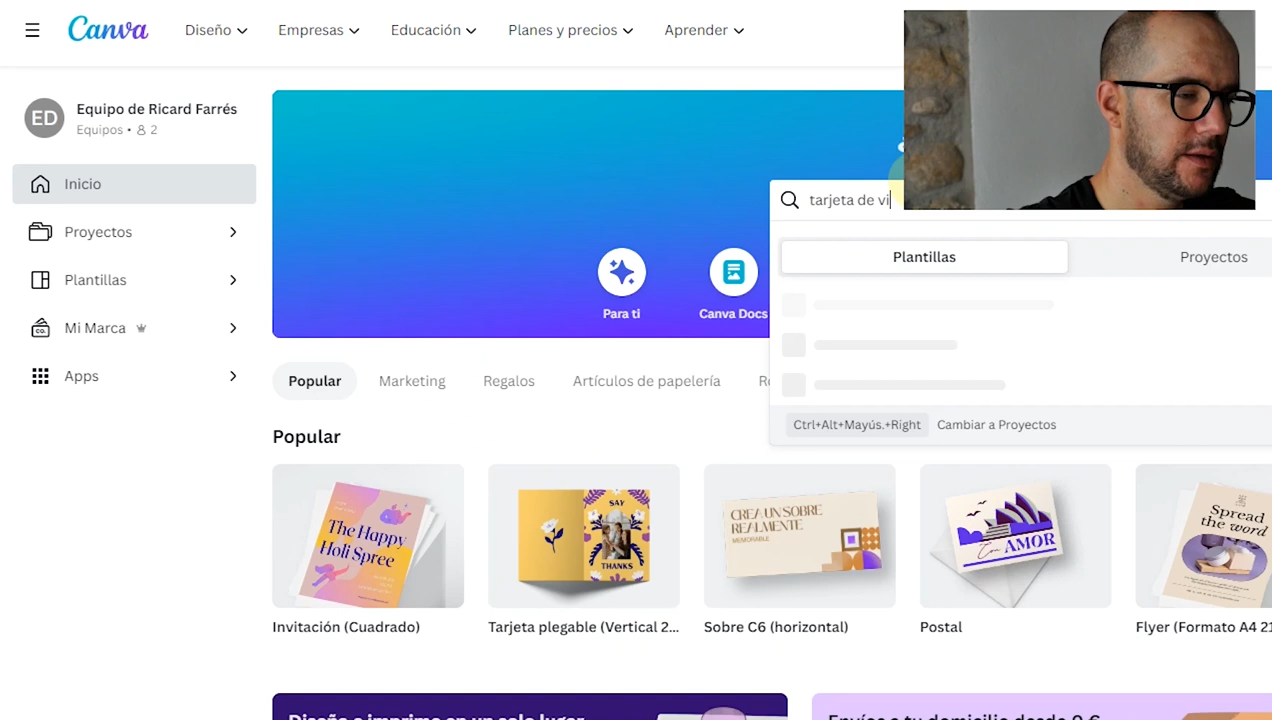 Canva
Diseño
Empresas
Educación
Planes y precios
Aprender
ED
Equipo de Ricard Farrés
Equipos • 2
Inicio
Proyectos
Plantillas
Mi Marca
Apps
tarjeta de vi
Plantillas
Proyectos
Ctrl+Alt+Mayús.+Right
Cambiar a Proyectos
Para ti
Canva Docs
Popular
Marketing
Regalos
Artículos de papelería
Popular
The Happy
Holi Spree
SAY
THANKS
CREA UN SOBRE
REALMENTE
MEMORABLE
Con AMOR
Spread
the word
Invitación (Cuadrado)
Tarjeta plegable (Vertical 2...
Sobre C6 (horizontal)
Postal
Flyer (Formato A4 21